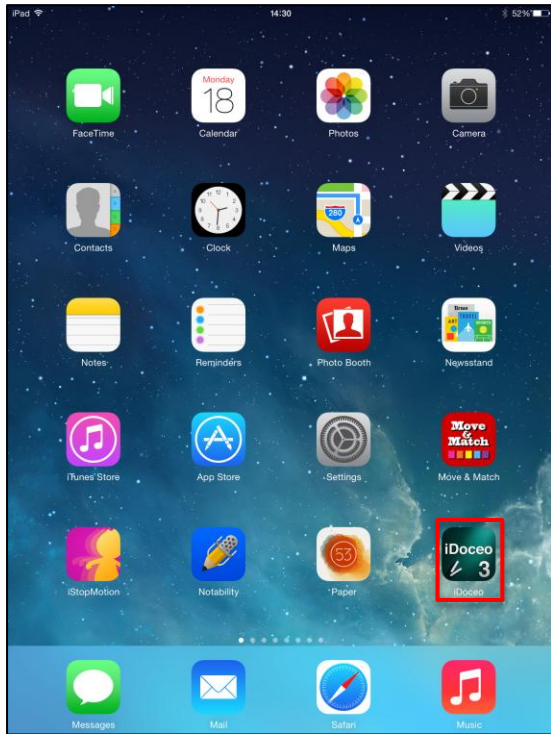 iPad 14:30 52%
Monday
18
FaceTime Calendar Photos Camera
280
Contacts Clock Maps Videos
Notes Reminders Photo Booth Newsstand
Move
&
Match
iTunes Store App Store Settings Move & Match
53
iDoceo
3
iStopMotion Notability Paper iDoceo
Messages Mail Safari Music